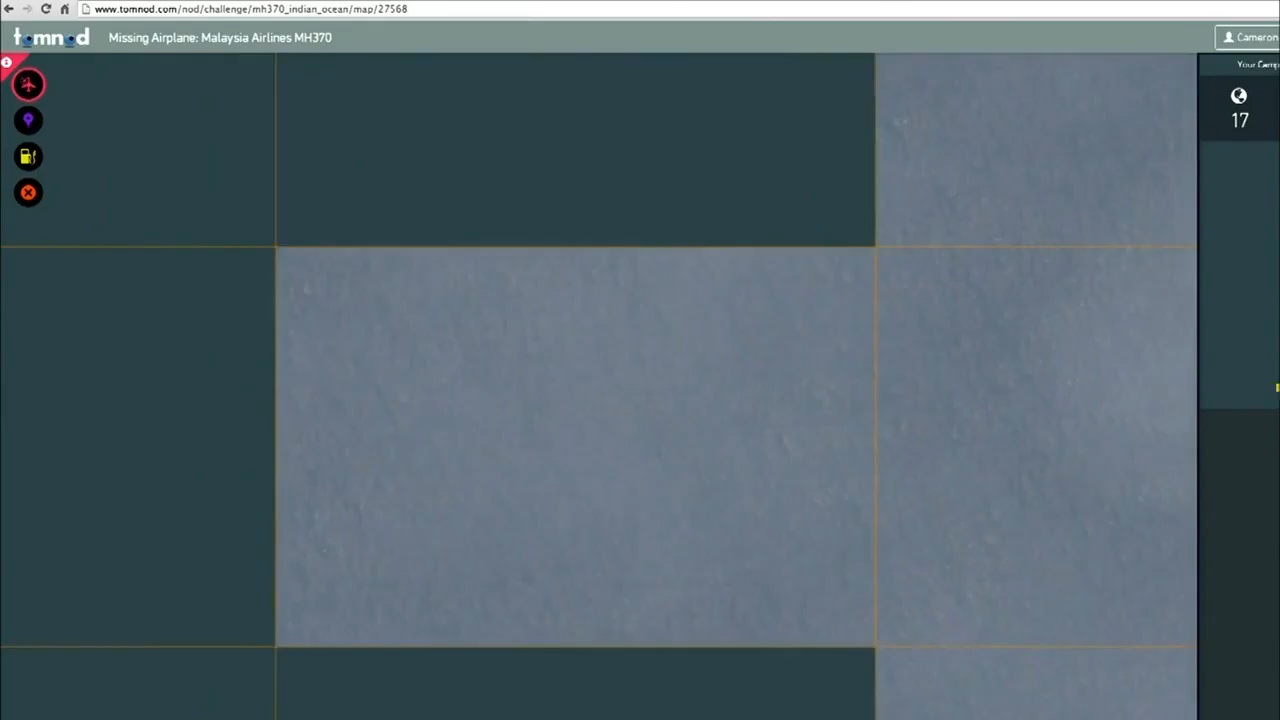 www.tomnod.com/nod/challenge/mh370_indian_ocean/map/27568
tomnod
Missing Airplane: Malaysia Airlines MH370
Cameron
Your Camp
17